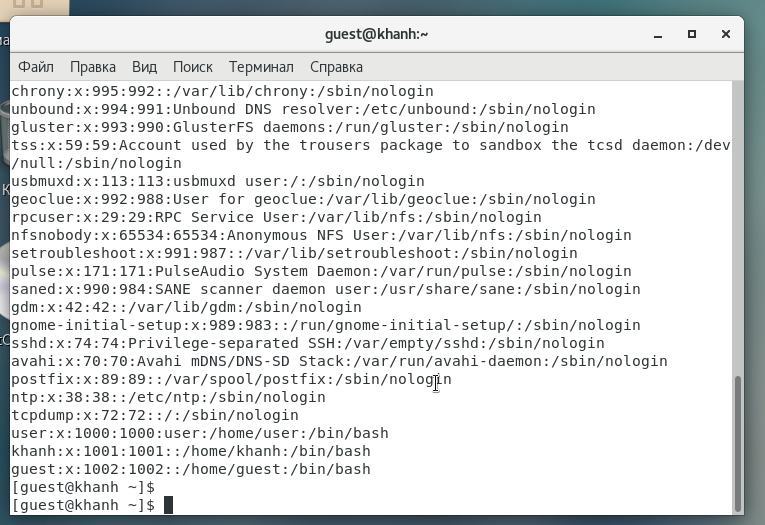 guest@khanh:~
Файл Правка Вид Поиск Терминал Справка
chrony:x:995:992::/var/lib/chrony:/sbin/nologin
unbound:x:994:991:Unbound DNS resolver:/etc/unbound:/sbin/nologin
gluster:x:993:990:GlusterFS daemons:/run/gluster:/sbin/nologin
tss:x:59:59:Account used by the trousers package to sandbox the tcsd daemon:/dev
/null:/sbin/nologin
usbmuxd:x:113:113:usbmuxd user:/:/sbin/nologin
geoclue:x:992:988:User for geoclue:/var/lib/geoclue:/sbin/nologin
rpcuser:x:29:29:RPC Service User:/var/lib/nfs:/sbin/nologin
nfsnobody:x:65534:65534:Anonymous NFS User:/var/lib/nfs:/sbin/nologin
setroubleshoot:x:991:987::/var/lib/setroubleshoot:/sbin/nologin
pulse:x:171:171:PulseAudio System Daemon:/var/run/pulse:/sbin/nologin
saned:x:990:984:SANE scanner daemon user:/usr/share/sane:/sbin/nologin
gdm:x:42:42::/var/lib/gdm:/sbin/nologin
gnome-initial-setup:x:989:983::/run/gnome-initial-setup/:/sbin/nologin
sshd:x:74:74:Privilege-separated SSH:/var/empty/sshd:/sbin/nologin
avahi:x:70:70:Avahi mDNS/DNS-SD Stack:/var/run/avahi-daemon:/sbin/nologin
postfix:x:89:89::/var/spool/postfix:/sbin/nologin
ntp:x:38:38::/etc/ntp:/sbin/nologin
tcpdump:x:72:72::/:/sbin/nologin
user:x:1000:1000:user:/home/user:/bin/bash
khanh:x:1001:1001::/home/khanh:/bin/bash
guest:x:1002:1002::/home/guest:/bin/bash
[guest@khanh ~]$
[guest@khanh ~]$